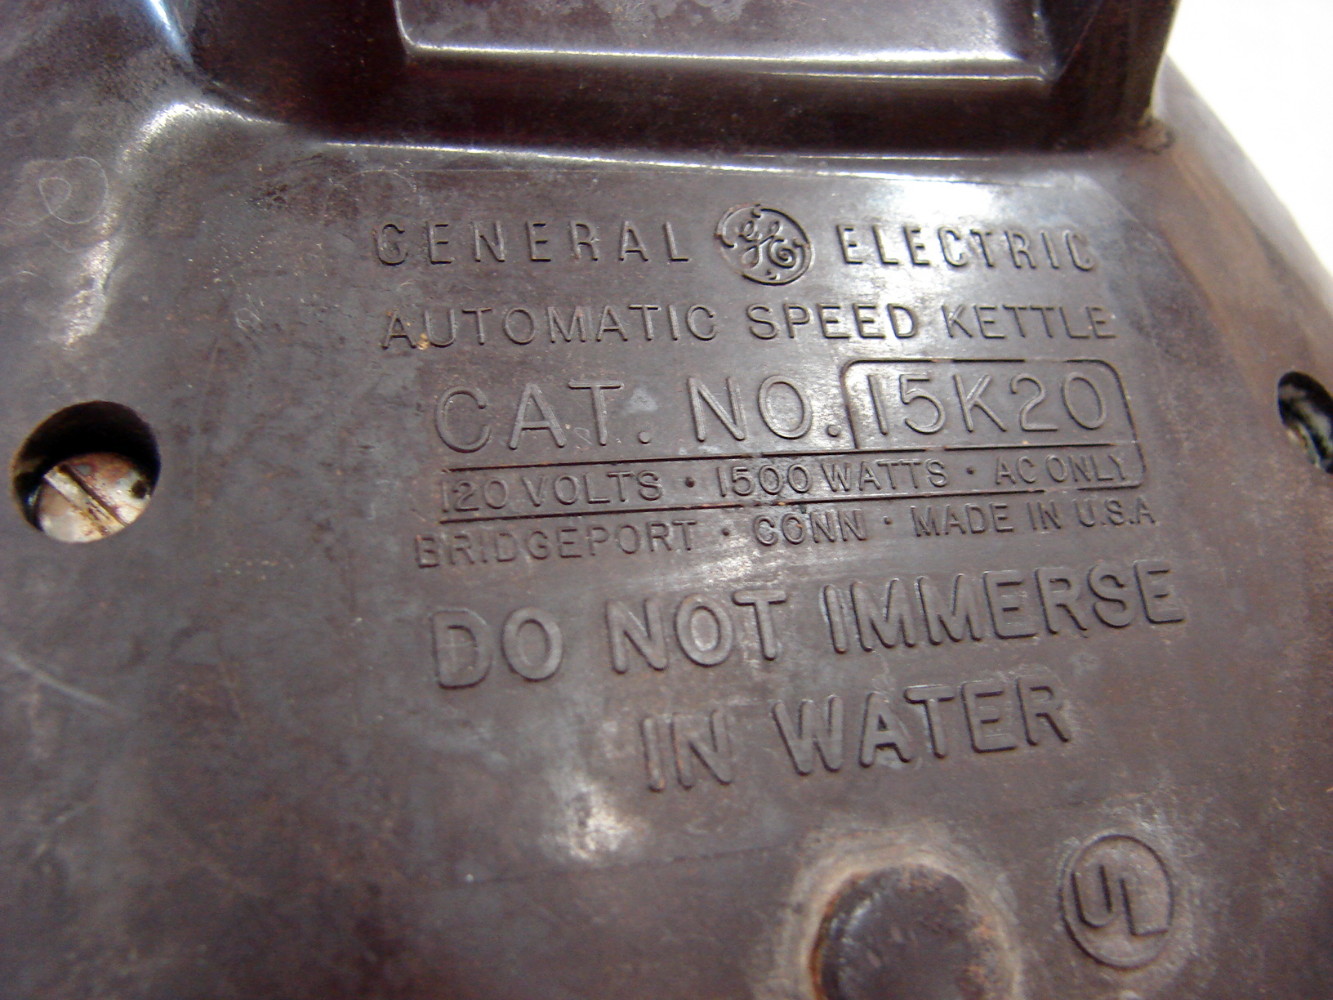 GENERAL GE ELECTRIC
AUTOMATIC SPEED KETTLE
CAT. NO. 15K20
120 VOLTS · 1500 WATTS · AC ONLY
BRIDGEPORT · CONN · MADE IN U.S.A
DO NOT IMMERSE
IN WATER
UL